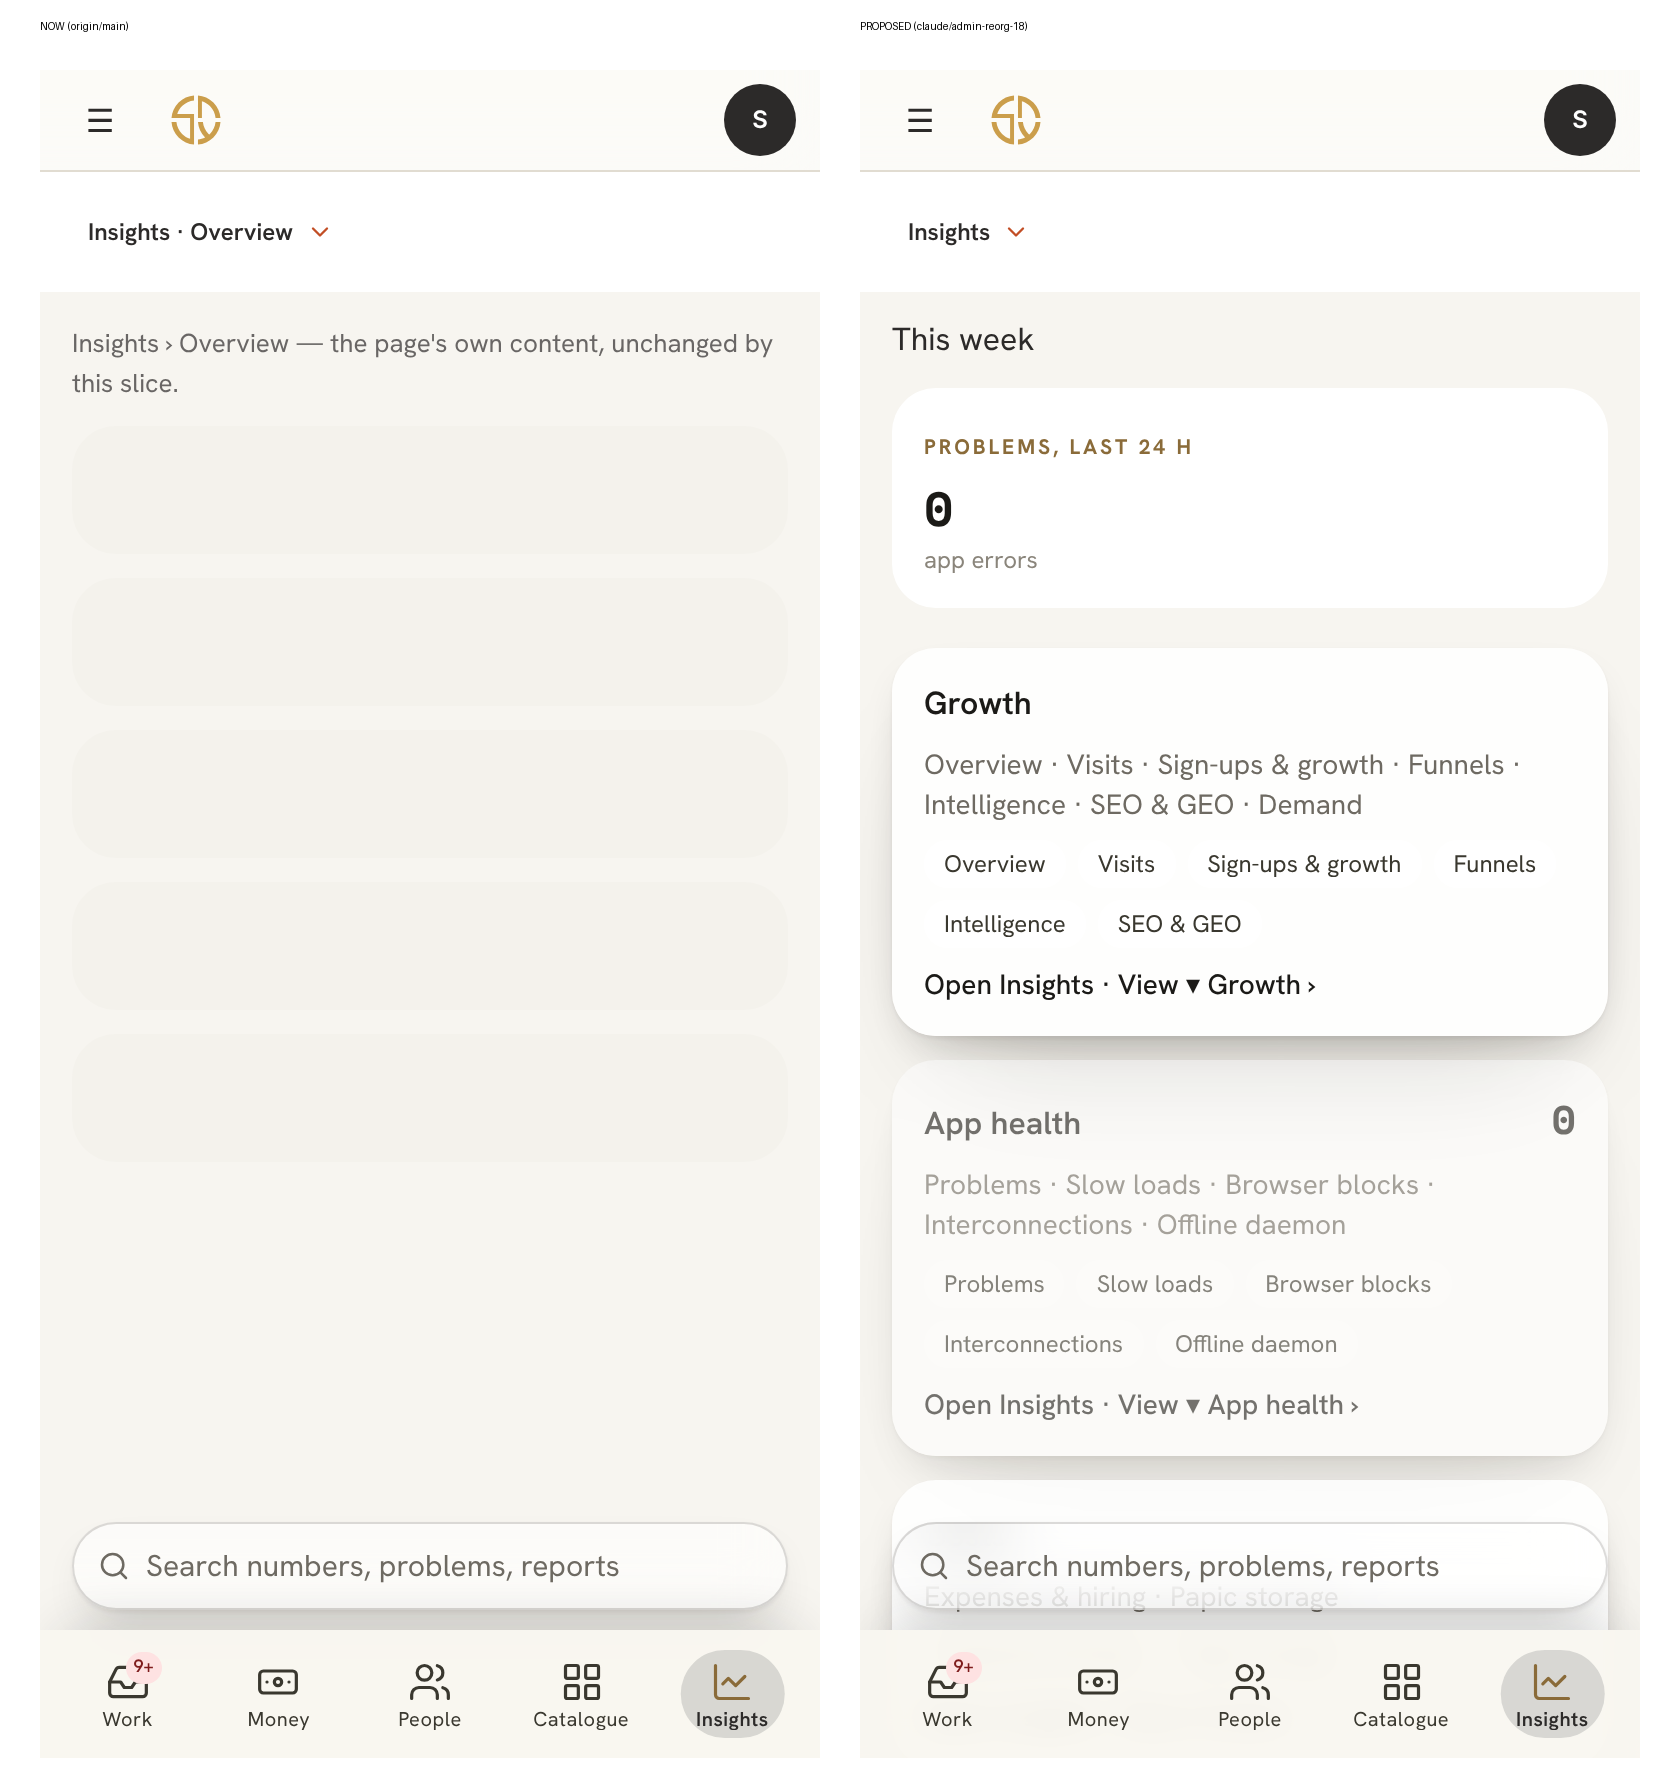 NOW (origin/main)
S
Insights · Overview
Insights › Overview — the page's own content, unchanged by
this slice.
Search numbers, problems, reports
9+
Work
Money
People
Catalogue
Insights
PROPOSED (claude/admin-reorg-18)
S
Insights
This week
PROBLEMS, LAST 24 H
0
app errors
Growth
Overview · Visits · Sign-ups & growth · Funnels ·
Intelligence · SEO & GEO · Demand
Overview Visits Sign-ups & growth Funnels
Intelligence SEO & GEO
Open Insights · View ▾ Growth ›
App health 0
Problems · Slow loads · Browser blocks ·
Interconnections · Offline daemon
Problems Slow loads Browser blocks
Interconnections Offline daemon
Open Insights · View ▾ App health ›
Search numbers, problems, reports
Expenses & hiring · Papic storage
9+
Work
Money
People
Catalogue
Insights